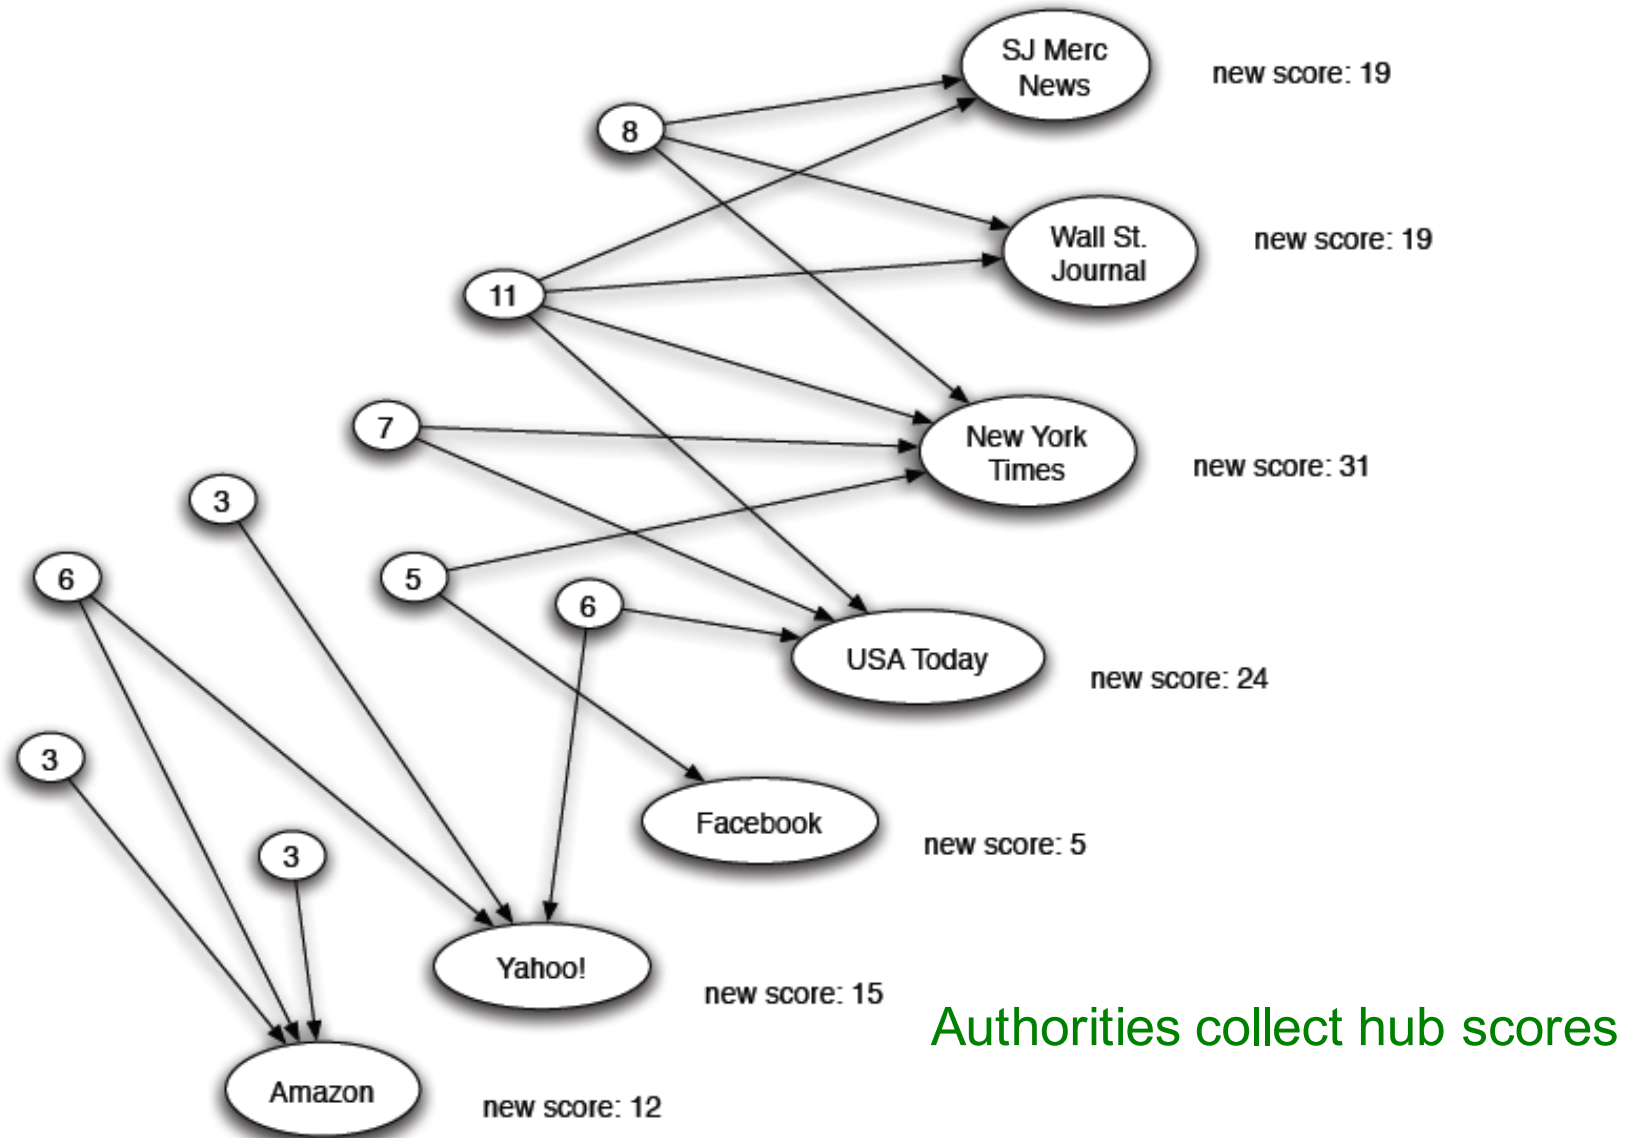 SJ Merc
News
new score: 19
8
Wall St.
Journal
new score: 19
11
7
New York
Times
new score: 31
3
6
5
6
USA Today
new score: 24
3
Facebook
new score: 5
3
Yahoo!
new score: 15
Authorities collect hub scores
Amazon
new score: 12